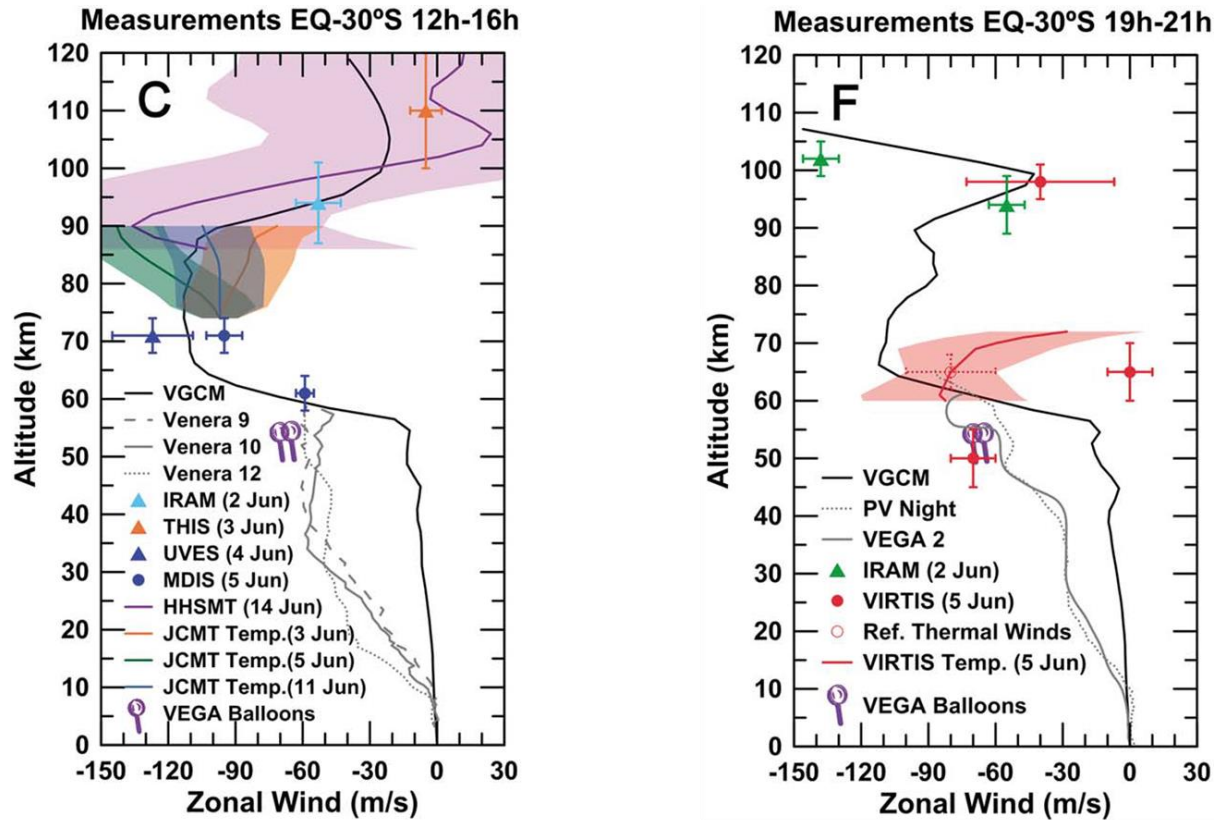 Measurements EQ-30ºS 12h-16h
C
120
110
100
90
80
70
60
50
40
30
20
10
0
Altitude (km)
VGCM
Venera 9
Venera 10
Venera 12
IRAM (2 Jun)
THIS (3 Jun)
UVES (4 Jun)
MDIS (5 Jun)
HHSMT (14 Jun)
JCMT Temp.(3 Jun)
JCMT Temp.(5 Jun)
JCMT Temp.(11 Jun)
VEGA Balloons
-150 -120 -90 -60 -30 0 30
Zonal Wind (m/s)
Measurements EQ-30ºS 19h-21h
F
120
110
100
90
80
70
60
50
40
30
20
10
0
Altitude (km)
VGCM
PV Night
VEGA 2
IRAM (2 Jun)
VIRTIS (5 Jun)
Ref. Thermal Winds
VIRTIS Temp. (5 Jun)
VEGA Balloons
-150 -120 -90 -60 -30 0 30
Zonal Wind (m/s)